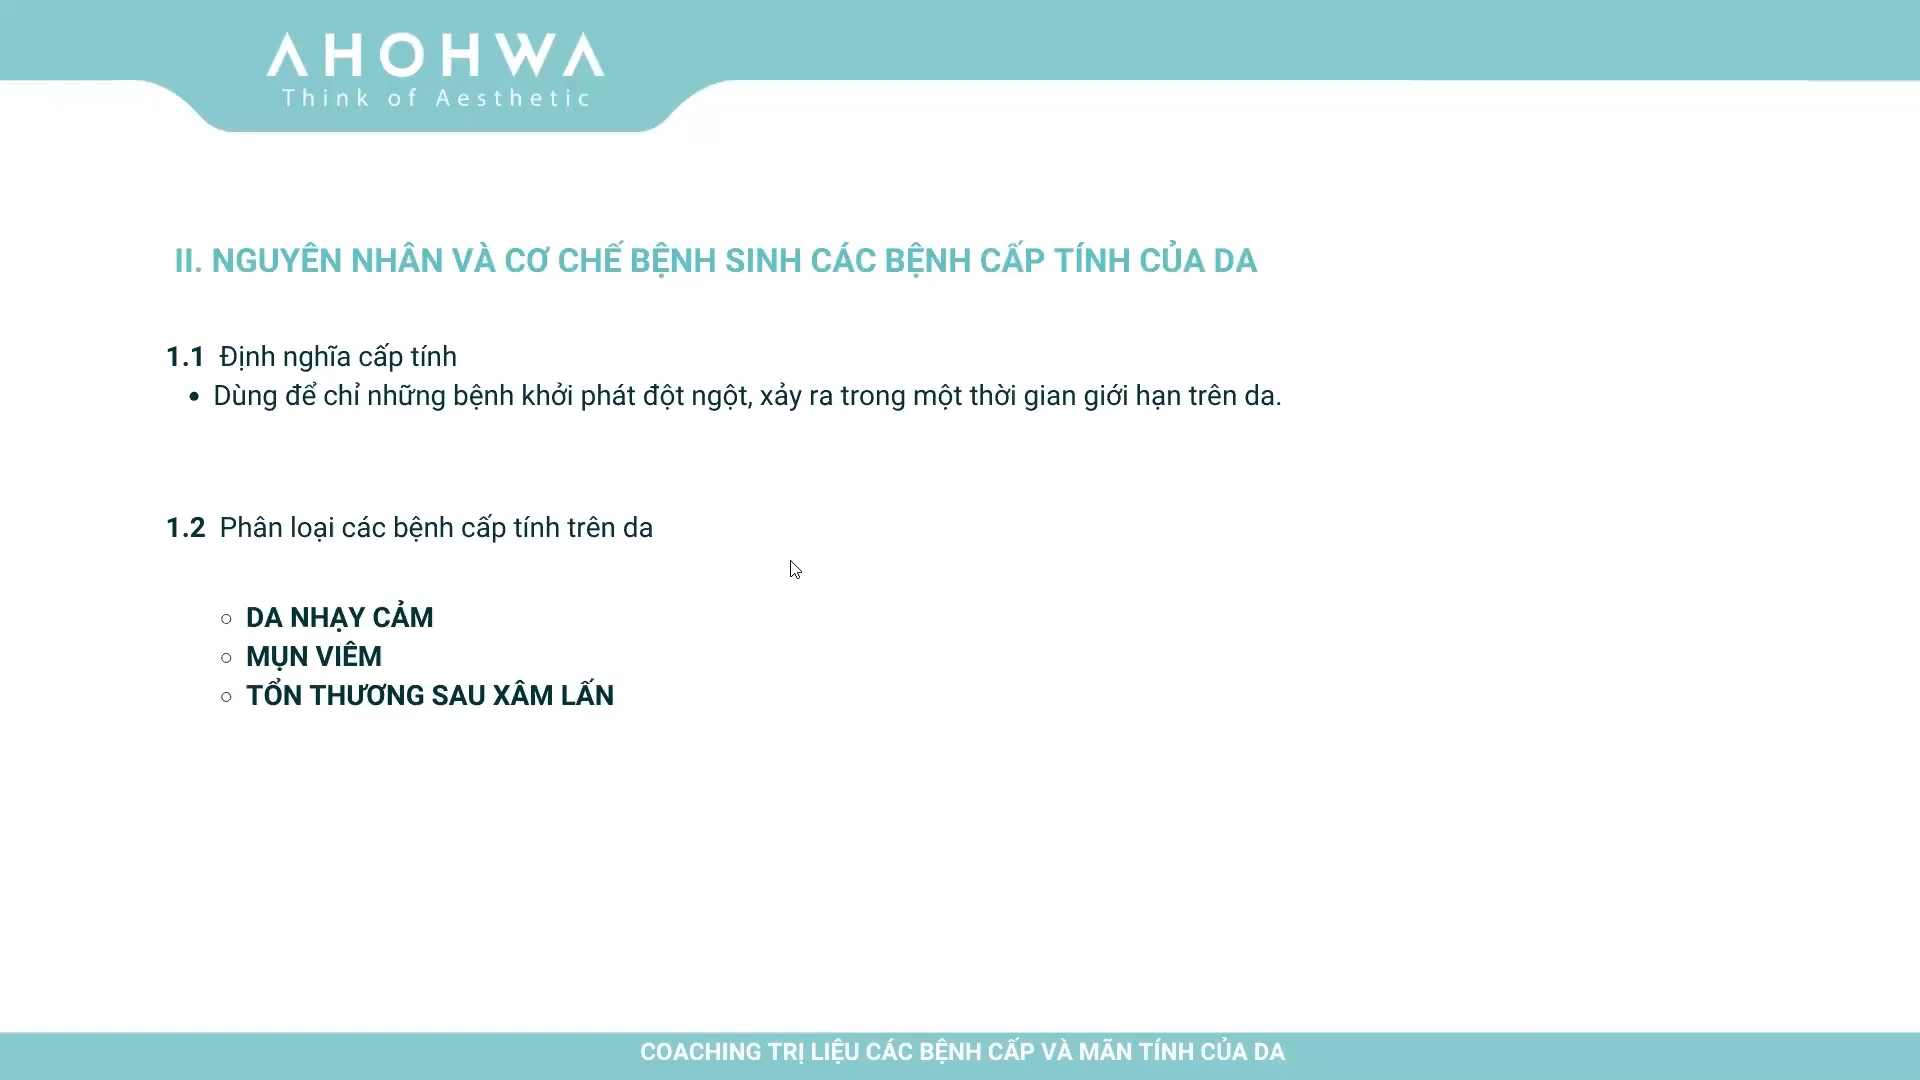 AHOHWA
Think of Aesthetic
II. NGUYÊN NHÂN VÀ CƠ CHẾ BỆNH SINH CÁC BỆNH CẤP TÍNH CỦA DA
1.1 Định nghĩa cấp tính
• Dùng để chỉ những bệnh khởi phát đột ngột, xảy ra trong một thời gian giới hạn trên da.
1.2 Phân loại các bệnh cấp tính trên da
○ DA NHẠY CẢM
○ MỤN VIÊM
○ TỔN THƯƠNG SAU XÂM LẤN
COACHING TRỊ LIỆU CÁC BỆNH CẤP VÀ MÃN TÍNH CỦA DA